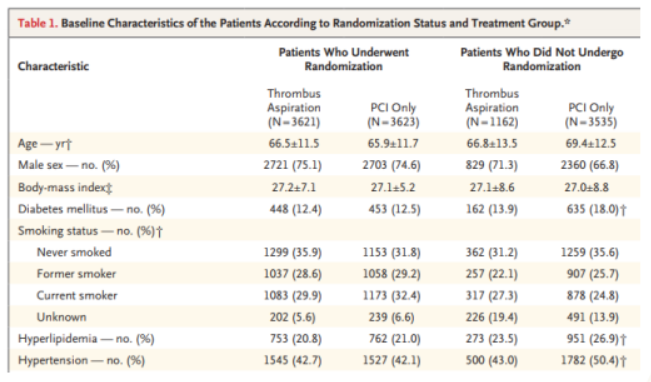 Table 1. Baseline Characteristics of the Patients According to Randomization Status and Treatment Group.*
Characteristic Patients Who Underwent Randomization Patients Who Did Not Undergo Randomization
Thrombus Aspiration (N=3621) PCI Only (N=3623) Thrombus Aspiration (N=1162) PCI Only (N=3535)
Age — yr† 66.5±11.5 65.9±11.7 66.8±13.5 69.4±12.5
Male sex — no. (%) 2721 (75.1) 2703 (74.6) 829 (71.3) 2360 (66.8)
Body-mass index‡ 27.2±7.1 27.1±5.2 27.1±8.6 27.0±8.8
Diabetes mellitus — no. (%) 448 (12.4) 453 (12.5) 162 (13.9) 635 (18.0)†
Smoking status — no. (%)†
Never smoked 1299 (35.9) 1153 (31.8) 362 (31.2) 1259 (35.6)
Former smoker 1037 (28.6) 1058 (29.2) 257 (22.1) 907 (25.7)
Current smoker 1083 (29.9) 1173 (32.4) 317 (27.3) 878 (24.8)
Unknown 202 (5.6) 239 (6.6) 226 (19.4) 491 (13.9)
Hyperlipidemia — no. (%) 753 (20.8) 762 (21.0) 273 (23.5) 951 (26.9)†
Hypertension — no. (%) 1545 (42.7) 1527 (42.1) 500 (43.0) 1782 (50.4)†